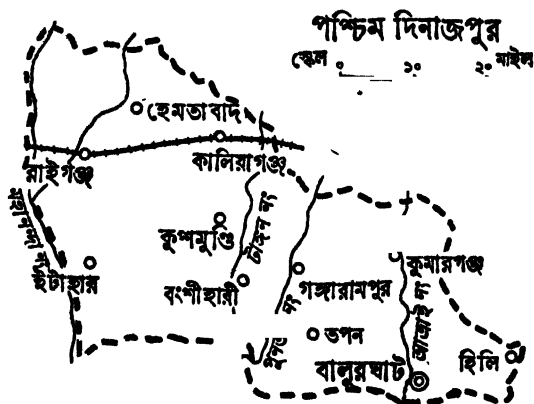 পশ্চিম দিনাজপুর
স্কেল ০ ১০ ২০ মাইল
হেমতাবাদ
রাইগঞ্জ
কালিয়াগঞ্জ
কুশমুণ্ডি
টাঙ্গন নং
ইটাহার
বংশীহারী
গঙ্গারামপুর
কুমারগঞ্জ
তপন
বালুরঘাট
আত্রাই নং
হিলি